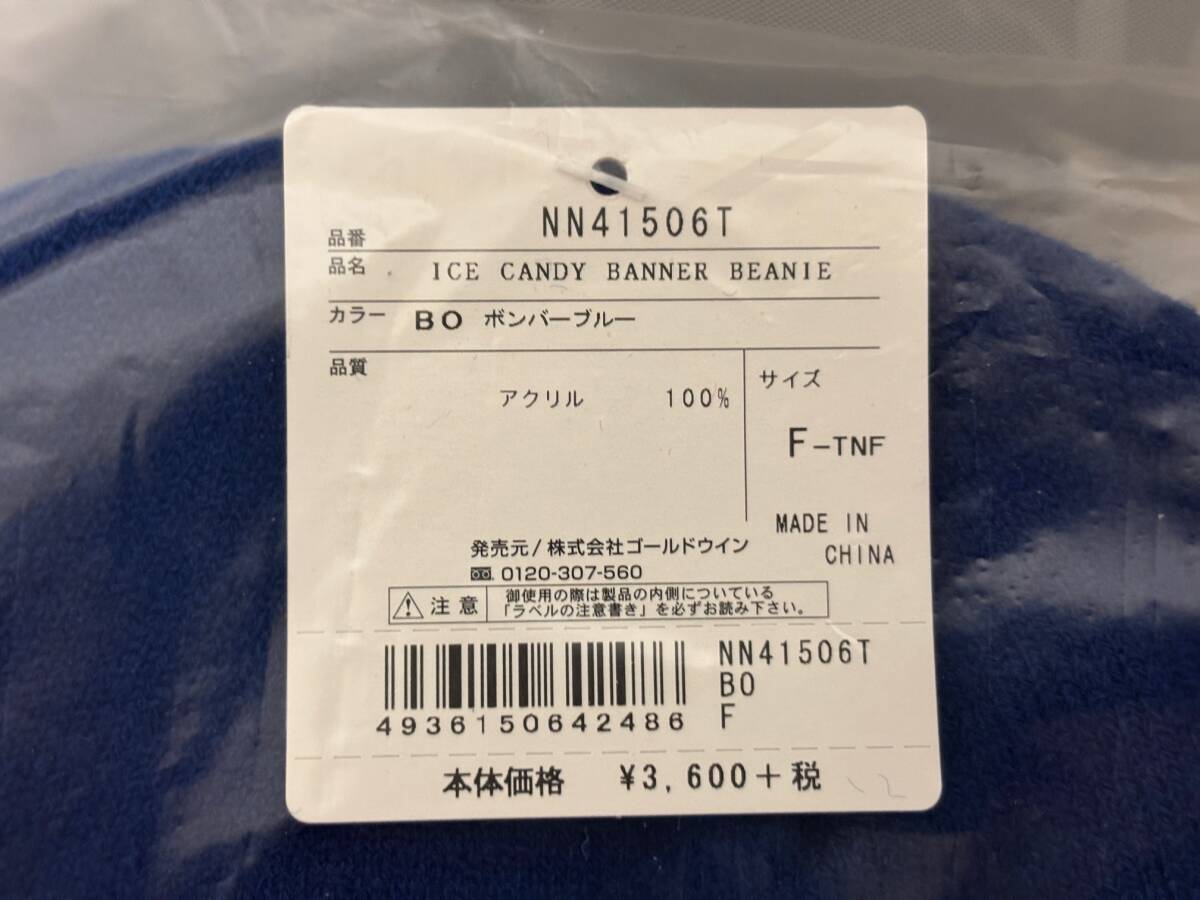 品番 NN41506T
品名 ICE CANDY BANNER BEANIE
カラー BO ボンバーブルー
品質
アクリル 100%
サイズ
F-TNF
MADE IN
CHINA
発売元/株式会社ゴールドウイン
0120-307-560
注意
御使用の際は製品の内側についている
「ラベルの注意書き」を必ずお読み下さい。
4936150642486
NN41506T
BO
F
本体価格 ¥3,600+税